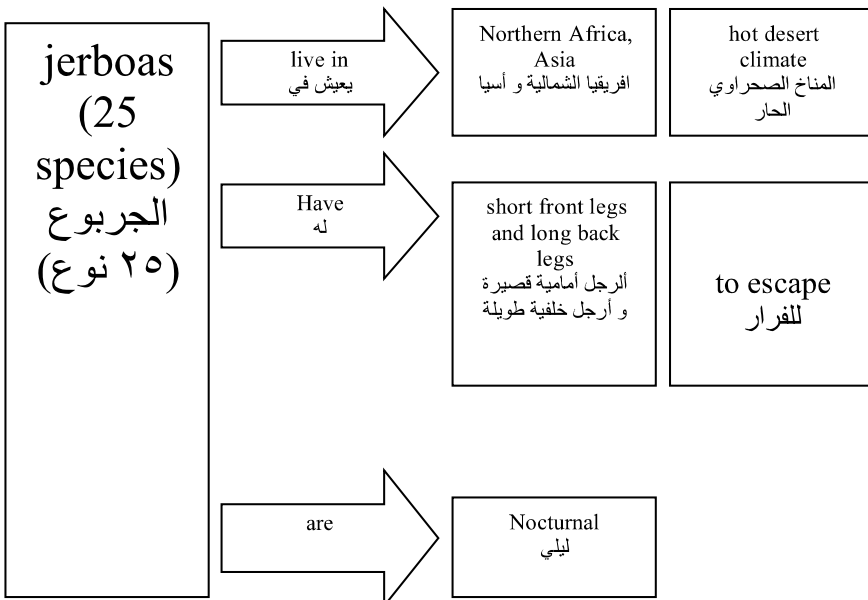 jerboas
(25
species)
الجربوع
(٢٥ نوع)
live in
يعيش في
Northern Africa,
Asia
افريقيا الشمالية و أسيا
hot desert
climate
المناخ الصحراوي
الحار
Have
له
short front legs
and long back
legs
ألرجل أمامية قصيرة
و أرجل خلفية طويلة
to escape
للفرار
are
Nocturnal
ليلي